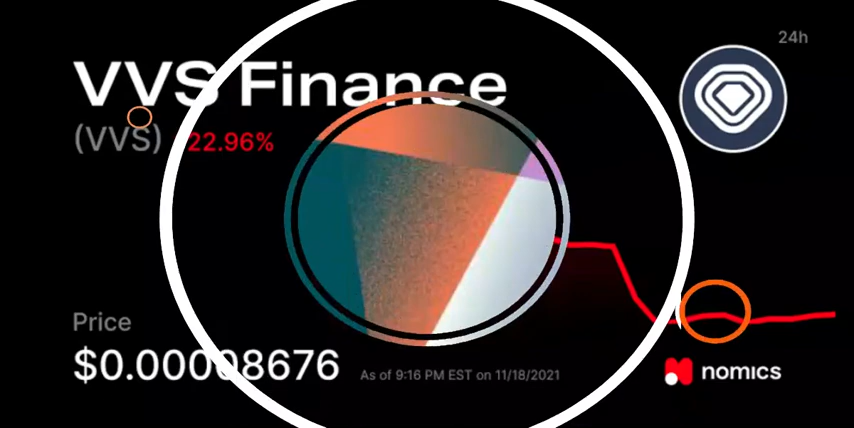 24h
VVS Finance
(VVS) 22.96%
Price
$0.00008676
As of 9:16 PM EST on 11/18/2021
nomics